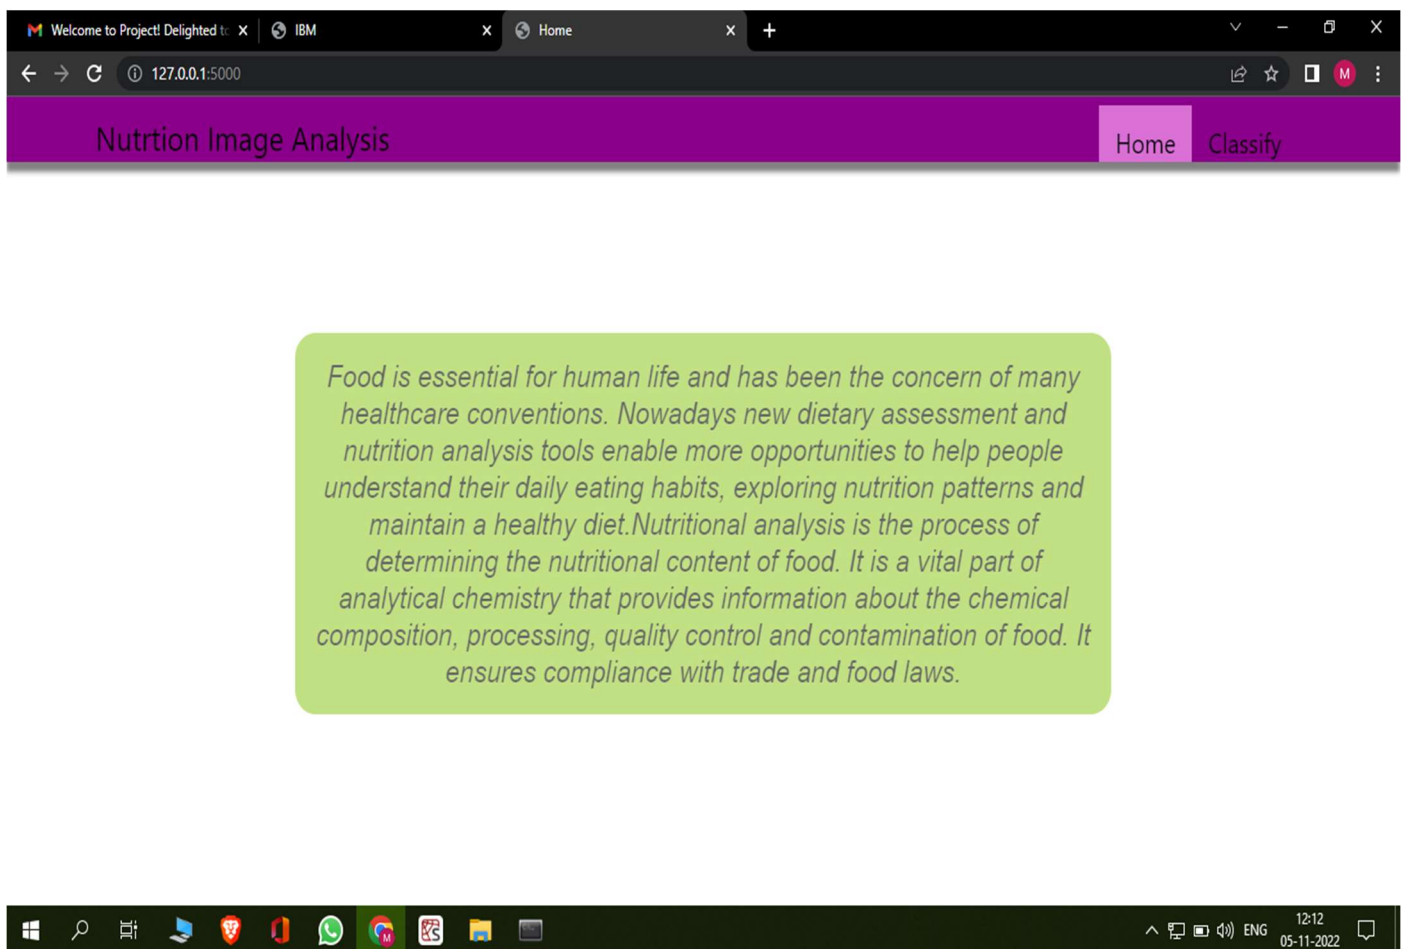 Welcome to Project! Delighted to
IBM
Home
127.0.0.1:5000
M
Nutrtion Image Analysis
Home
Classify
Food is essential for human life and has been the concern of many
healthcare conventions. Nowadays new dietary assessment and
nutrition analysis tools enable more opportunities to help people
understand their daily eating habits, exploring nutrition patterns and
maintain a healthy diet.Nutritional analysis is the process of
determining the nutritional content of food. It is a vital part of
analytical chemistry that provides information about the chemical
composition, processing, quality control and contamination of food. It
ensures compliance with trade and food laws.
ENG
12:12
05-11-2022